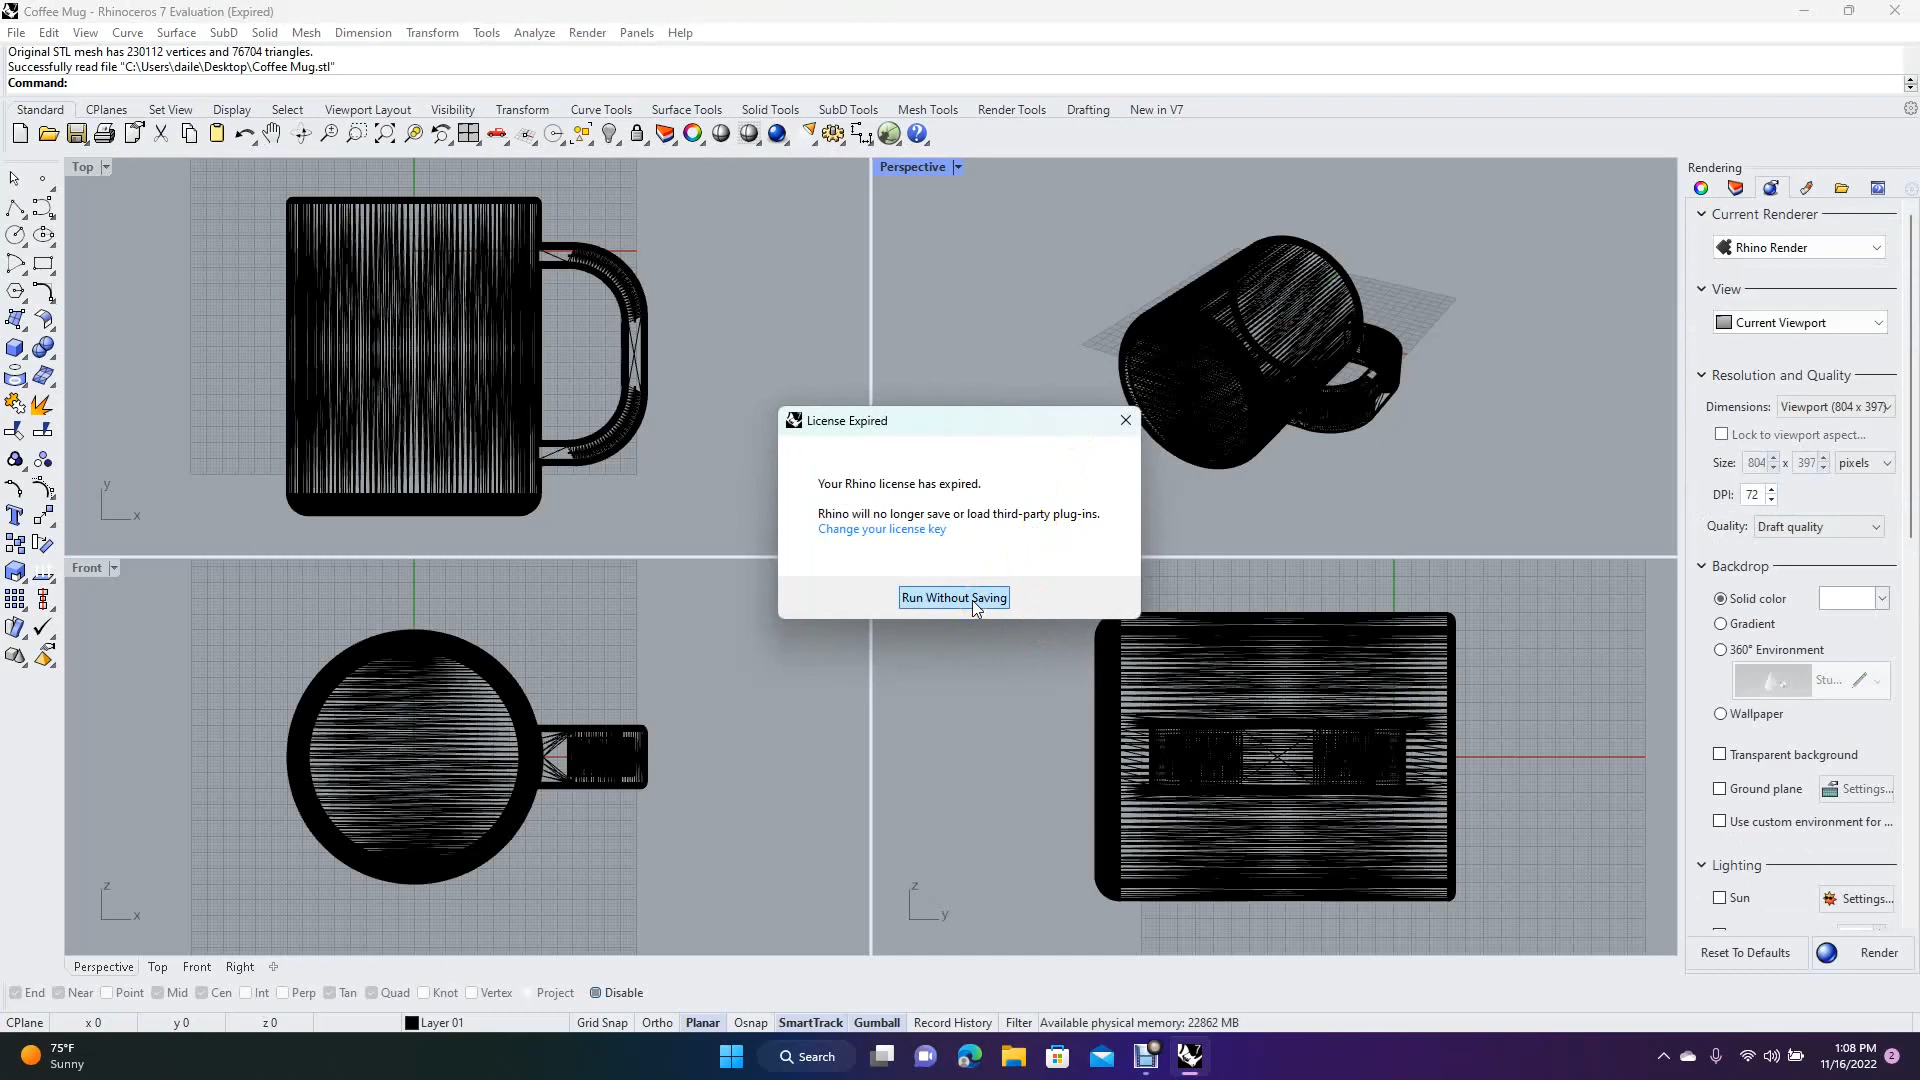 Coffee Mug - Rhinoceros 7 Evaluation (Expired)
File Edit View Curve Surface SubD Solid Mesh Dimension Transform Tools Analyze Render Panels Help
Original STL mesh has 230112 vertices and 76704 triangles.
Successfully read file "C:\Users\daile\Desktop\Coffee Mug.stl"
Command:
Standard CPlanes Set View Display Select Viewport Layout Visibility Transform Curve Tools Surface Tools Solid Tools SubD Tools Mesh Tools Render Tools Drafting New in V7
Top
Perspective
y
x
Front
z
x
z
y
License Expired
Your Rhino license has expired.
Rhino will no longer save or load third-party plug-ins.
Change your license key
Run Without Saving
Rendering
Current Renderer
Rhino Render
View
Current Viewport
Resolution and Quality
Dimensions: Viewport (804 x 397)
Lock to viewport aspect...
Size: 804 x 397 pixels
DPI: 72
Quality: Draft quality
Backdrop
Solid color
Gradient
360° Environment
Stu...
Wallpaper
Transparent background
Ground plane Settings...
Use custom environment for ...
Lighting
Sun Settings...
Reset To Defaults Render
Perspective Top Front Right
End Near Point Mid Cen Int Perp Tan Quad Knot Vertex Project Disable
CPlane x 0 y 0 z 0 Layer 01 Grid Snap Ortho Planar Osnap SmartTrack Gumball Record History Filter Available physical memory: 22862 MB
75°F
Sunny
Search
1:08 PM
11/16/2022
2